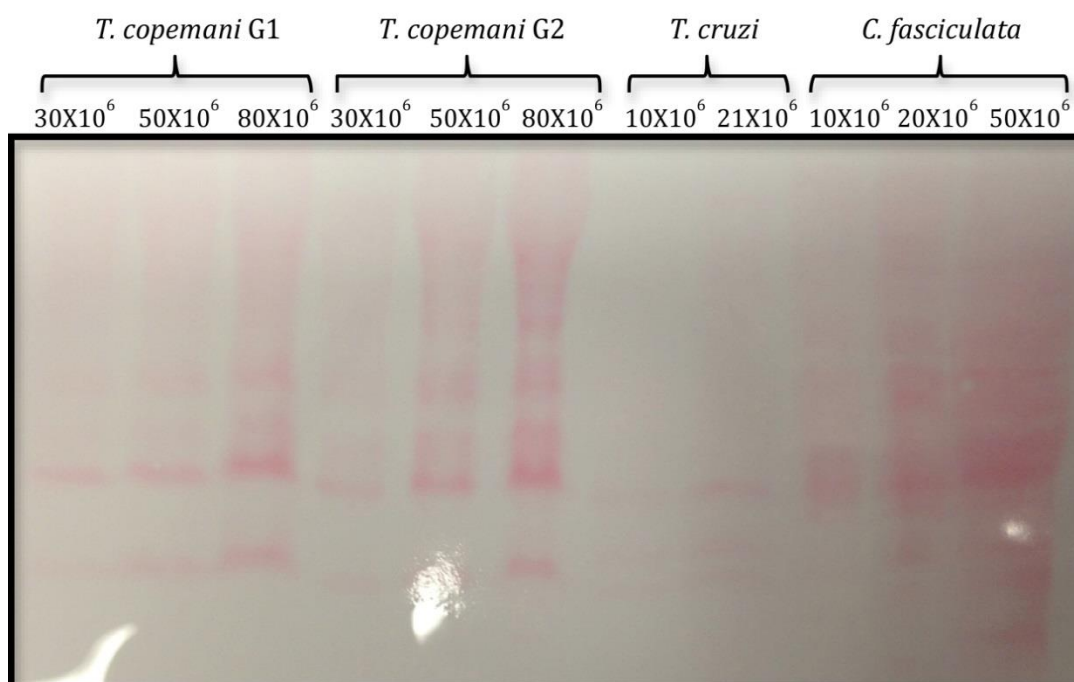 T. copemani G1 T. copemani G2 T. cruzi C. fasciculata
30X10⁶ 50X10⁶ 80X10⁶ 30X10⁶ 50X10⁶ 80X10⁶ 10X10⁶ 21X10⁶ 10X10⁶ 20X10⁶ 50X10⁶